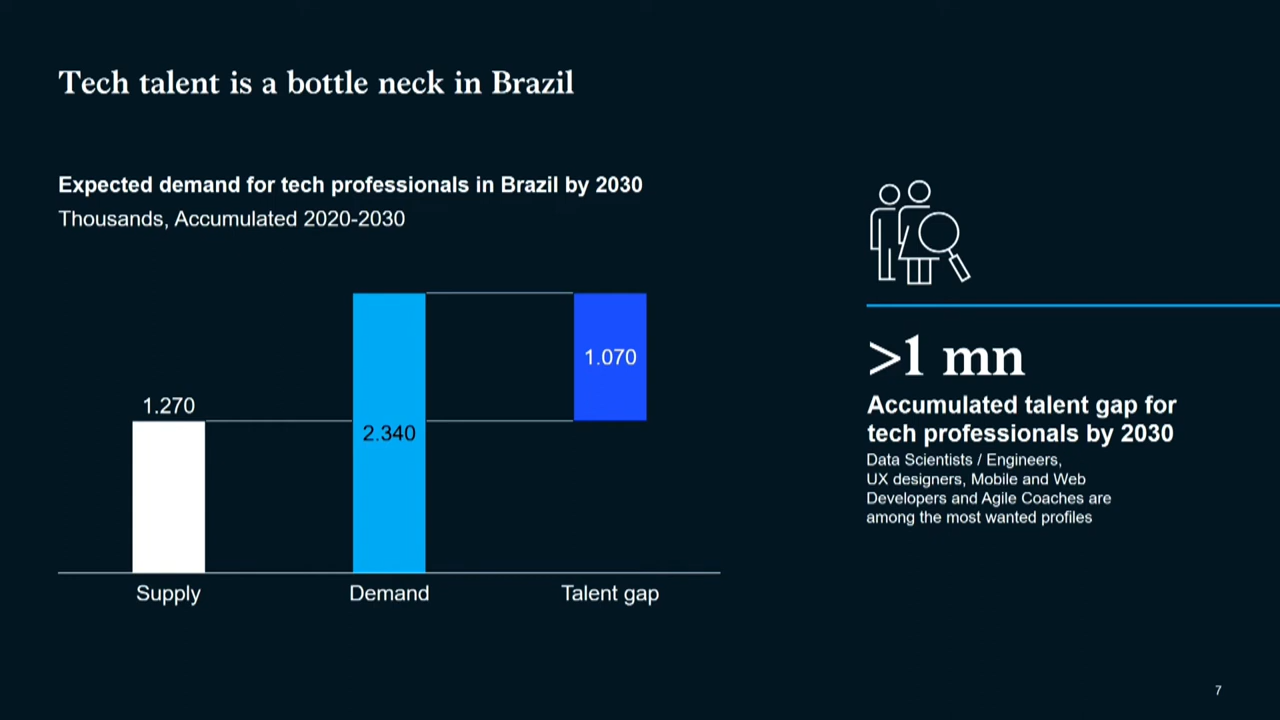 Tech talent is a bottle neck in Brazil
Expected demand for tech professionals in Brazil by 2030
Thousands, Accumulated 2020-2030
1.270
2.340
1.070
Supply
Demand
Talent gap
>1 mn
Accumulated talent gap for
tech professionals by 2030
Data Scientists / Engineers,
UX designers, Mobile and Web
Developers and Agile Coaches are
among the most wanted profiles
7